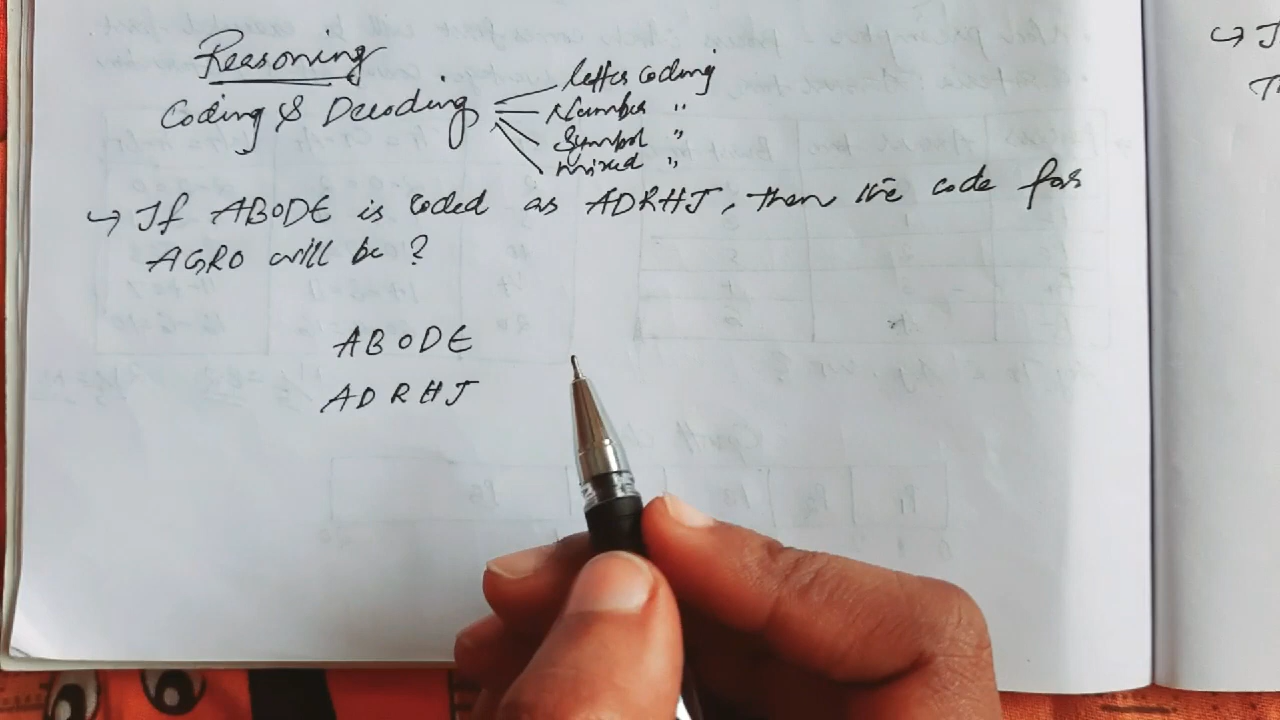 Reasoning
Coding & Decoding
letter coding
Number "
Symbol "
mixed "
↪ If ABODE is coded as ADRHJ, then the code for
AGRO will be ?
ABODE
ADRHJ